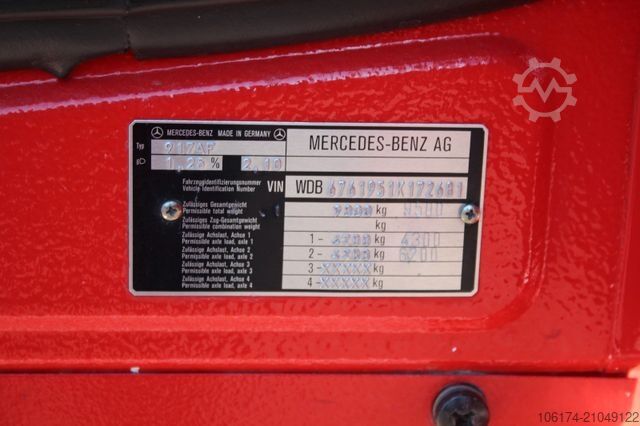 MERCEDES-BENZ MADE IN GERMANY
MERCEDES-BENZ AG
Typ 917AF
1,25 % 2,10
Fahrzeugidentifizierungsnummer
Vehicle Identification Number
VIN WDB
Zulässiges Gesamtgewicht
Permissible total weight
kg 9500
Zulässiges Zug-Gesamtgewicht
Permissible combination weight
kg
Zulässige Achslast, Achse 1
Permissible axle load, axle 1
1 - kg 4300
Zulässige Achslast, Achse 2
Permissible axle load, axle 2
2 - kg 6200
Zulässige Achslast, Achse 3
Permissible axle load, axle 3
3 -XXXXX kg
Zulässige Achslast, Achse 4
Permissible axle load, axle 4
4 -XXXXX kg
106174-21049122